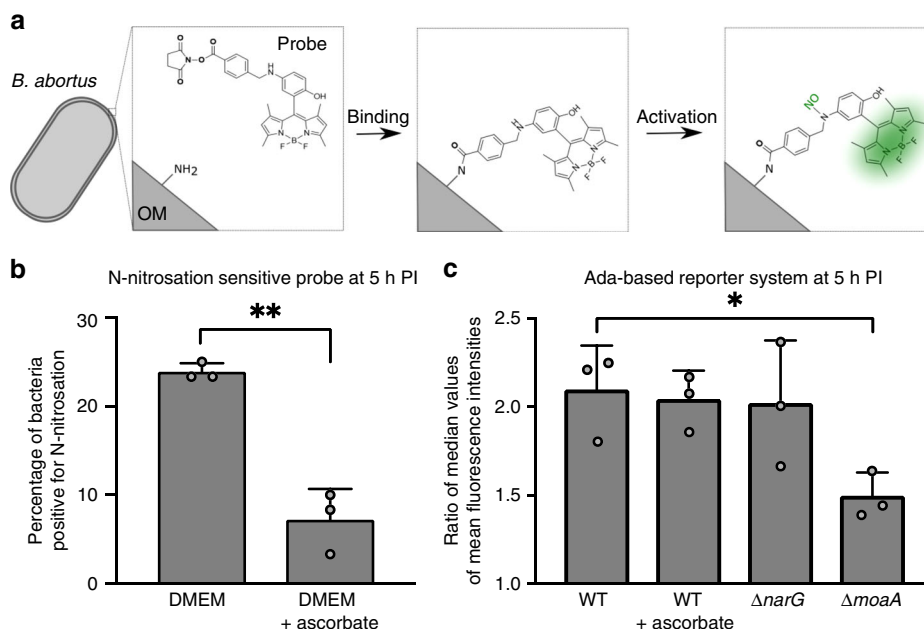 a
B. abortus
Probe
NH2
OM
Binding
Activation
NO
OH
b
N-nitrosation sensitive probe at 5 h PI
**
Percentage of bacteria
positive for N-nitrosation
30
20
10
0
DMEM
DMEM
+ ascorbate
c
Ada-based reporter system at 5 h PI
*
Ratio of median values
of mean fluorescence intensities
2.5
2.0
1.5
1.0
WT
WT
+ ascorbate
ΔnarG
ΔmoaA